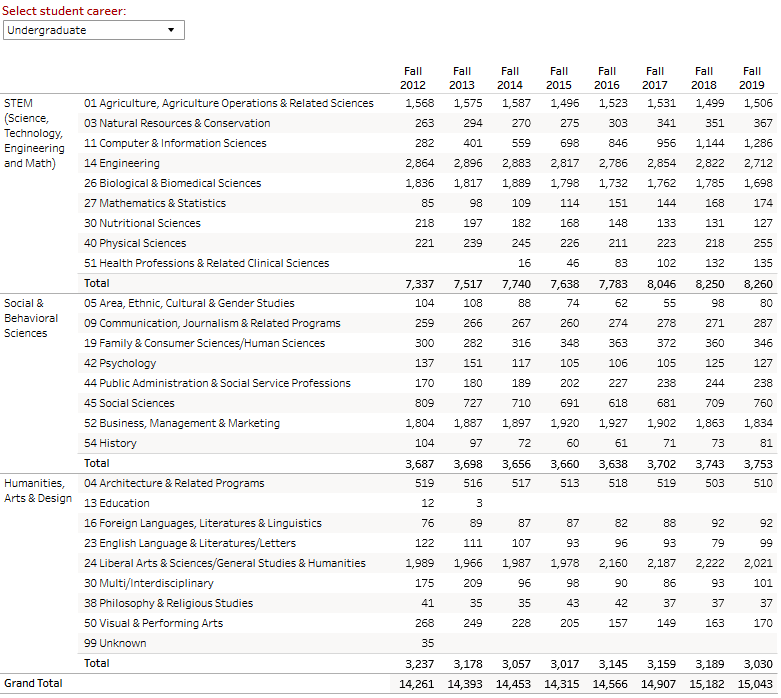 Select student career:
Undergraduate
Fall Fall Fall Fall Fall Fall Fall Fall
2012 2013 2014 2015 2016 2017 2018 2019
STEM 01 Agriculture, Agriculture Operations & Related Sciences 1,568 1,575 1,587 1,496 1,523 1,531 1,499 1,506
(Science, 03 Natural Resources & Conservation 263 294 270 275 303 341 351 367
Technology, 11 Computer & Information Sciences 282 401 559 698 846 956 1,144 1,286
Engineering
and Math) 14 Engineering 2,864 2,896 2,883 2,817 2,786 2,854 2,822 2,712
26 Biological & Biomedical Sciences 1,836 1,817 1,889 1,798 1,732 1,762 1,785 1,698
27 Mathematics & Statistics 85 98 109 114 151 144 168 174
30 Nutritional Sciences 218 197 182 168 148 133 131 127
40 Physical Sciences 221 239 245 226 211 223 218 255
51 Health Professions & Related Clinical Sciences 16 46 83 102 132 135
Total 7,337 7,517 7,740 7,638 7,783 8,046 8,250 8,260
Social & 05 Area, Ethnic, Cultural & Gender Studies 104 108 88 74 62 55 98 80
Behavioral 09 Communication, Journalism & Related Programs 259 266 267 260 274 278 271 287
Sciences 19 Family & Consumer Sciences/Human Sciences 300 282 316 348 363 372 360 346
42 Psychology 137 151 117 105 106 105 125 127
44 Public Administration & Social Service Professions 170 180 189 202 227 238 244 238
45 Social Sciences 809 727 710 691 618 681 709 760
52 Business, Management & Marketing 1,804 1,887 1,897 1,920 1,927 1,902 1,863 1,834
54 History 104 97 72 60 61 71 73 81
Total 3,687 3,698 3,656 3,660 3,638 3,702 3,743 3,753
Humanities, 04 Architecture & Related Programs 519 516 517 513 518 519 503 510
Arts & Design 13 Education 12 3
16 Foreign Languages, Literatures & Linguistics 76 89 87 87 82 88 92 92
23 English Language & Literatures/Letters 122 111 107 93 96 93 79 99
24 Liberal Arts & Sciences/General Studies & Humanities 1,989 1,966 1,987 1,978 2,160 2,187 2,222 2,021
30 Multi/Interdisciplinary 175 209 96 98 90 86 93 101
38 Philosophy & Religious Studies 41 35 35 43 42 37 37 37
50 Visual & Performing Arts 268 249 228 205 157 149 163 170
99 Unknown 35
Total 3,237 3,178 3,057 3,017 3,145 3,159 3,189 3,030
Grand Total 14,261 14,393 14,453 14,315 14,566 14,907 15,182 15,043